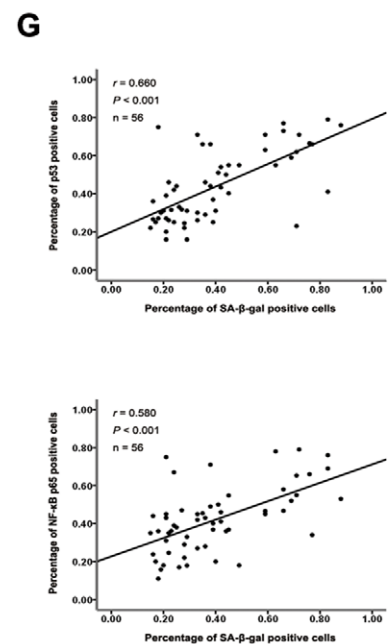 G
r = 0.660
P < 0.001
n = 56
Percentage of p53 positive cells
1.00
0.80
0.60
0.40
0.20
0.00
0.00 0.20 0.40 0.60 0.80 1.00
Percentage of SA-β-gal positive cells
r = 0.580
P < 0.001
n = 56
Percentage of NF-κB p65 positive cells
1.00
0.80
0.60
0.40
0.20
0.00
0.00 0.20 0.40 0.60 0.80 1.00
Percentage of SA-β-gal positive cells